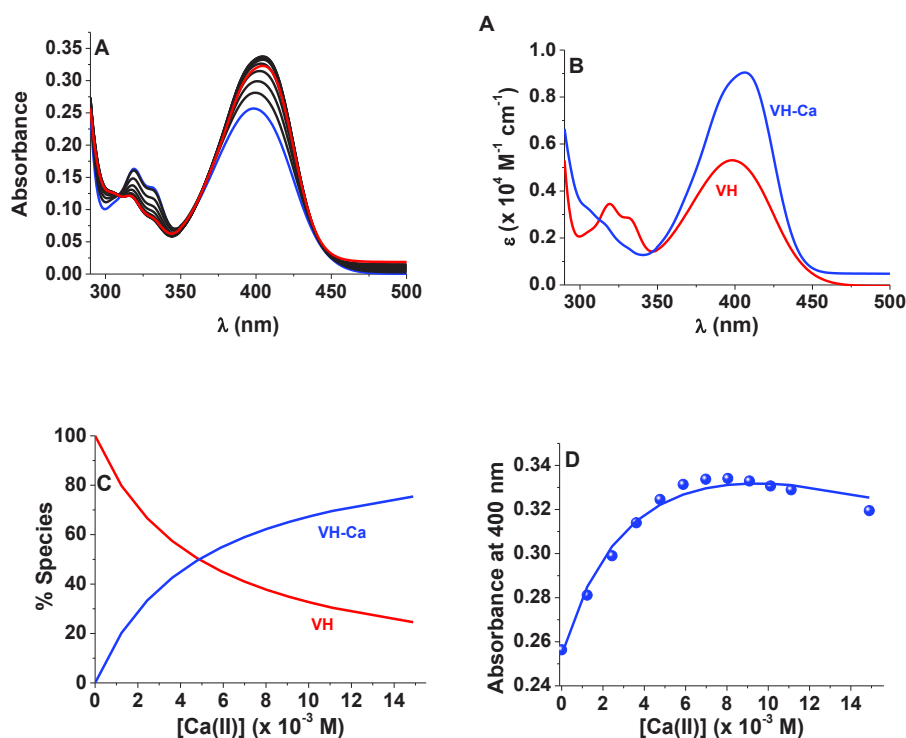 A
A
0.35
0.30
0.25
0.20
0.15
0.10
0.05
0.00
Absorbance
300 350 400 450 500
λ (nm)
B
1.0
0.8
0.6
0.4
0.2
0.0
ε (x 10⁴ M⁻¹ cm⁻¹)
VH-Ca
VH
300 350 400 450 500
λ (nm)
C
100
80
60
40
20
0
% Species
VH-Ca
VH
0 2 4 6 8 10 12 14
[Ca(II)] (x 10⁻³ M)
D
0.34
0.32
0.30
0.28
0.26
0.24
Absorbance at 400 nm
0 2 4 6 8 10 12 14
[Ca(II)] (x 10⁻³ M)